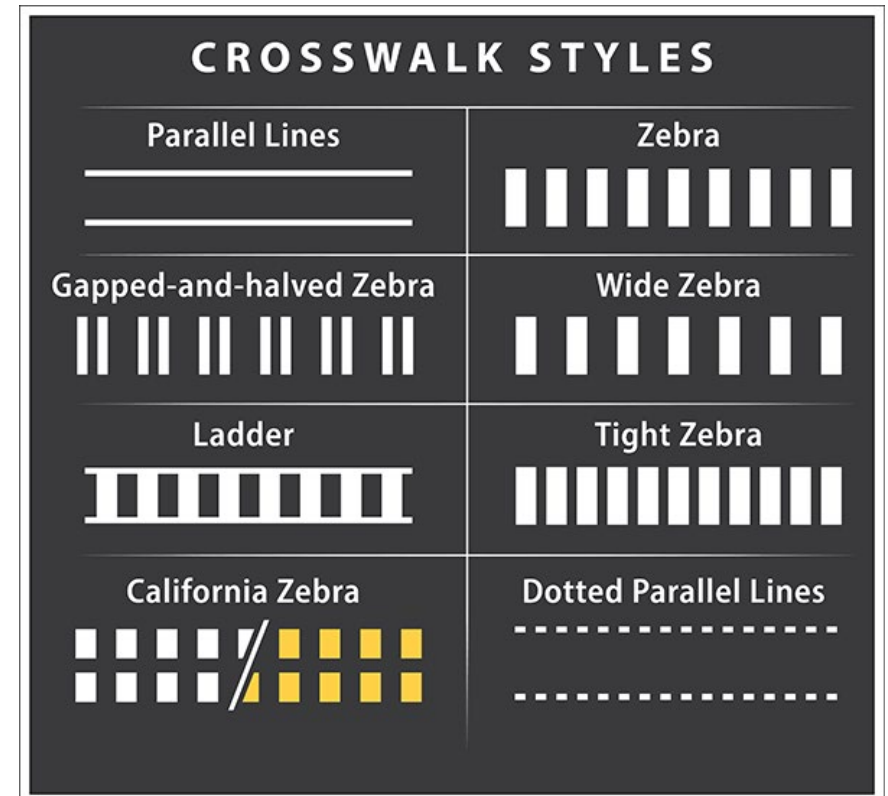 CROSSWALK STYLES
Parallel Lines
Zebra
Gapped-and-halved Zebra
Wide Zebra
Ladder
Tight Zebra
California Zebra
Dotted Parallel Lines